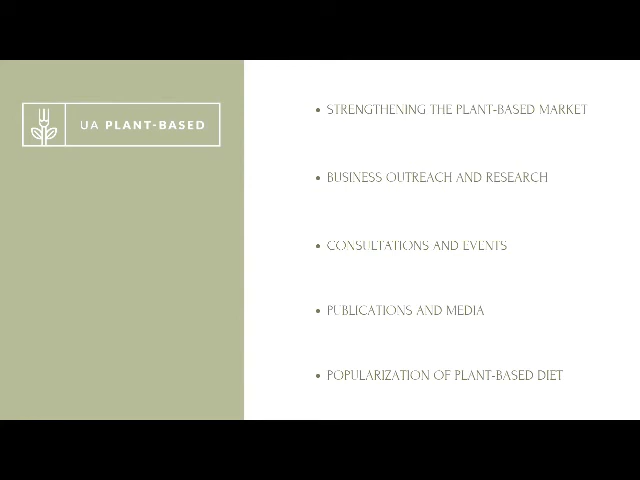 UA PLANT-BASED
• STRENGTHENING THE PLANT-BASED MARKET
• BUSINESS OUTREACH AND RESEARCH
• CONSULTATIONS AND EVENTS
• PUBLICATIONS AND MEDIA
• POPULARIZATION OF PLANT-BASED DIET